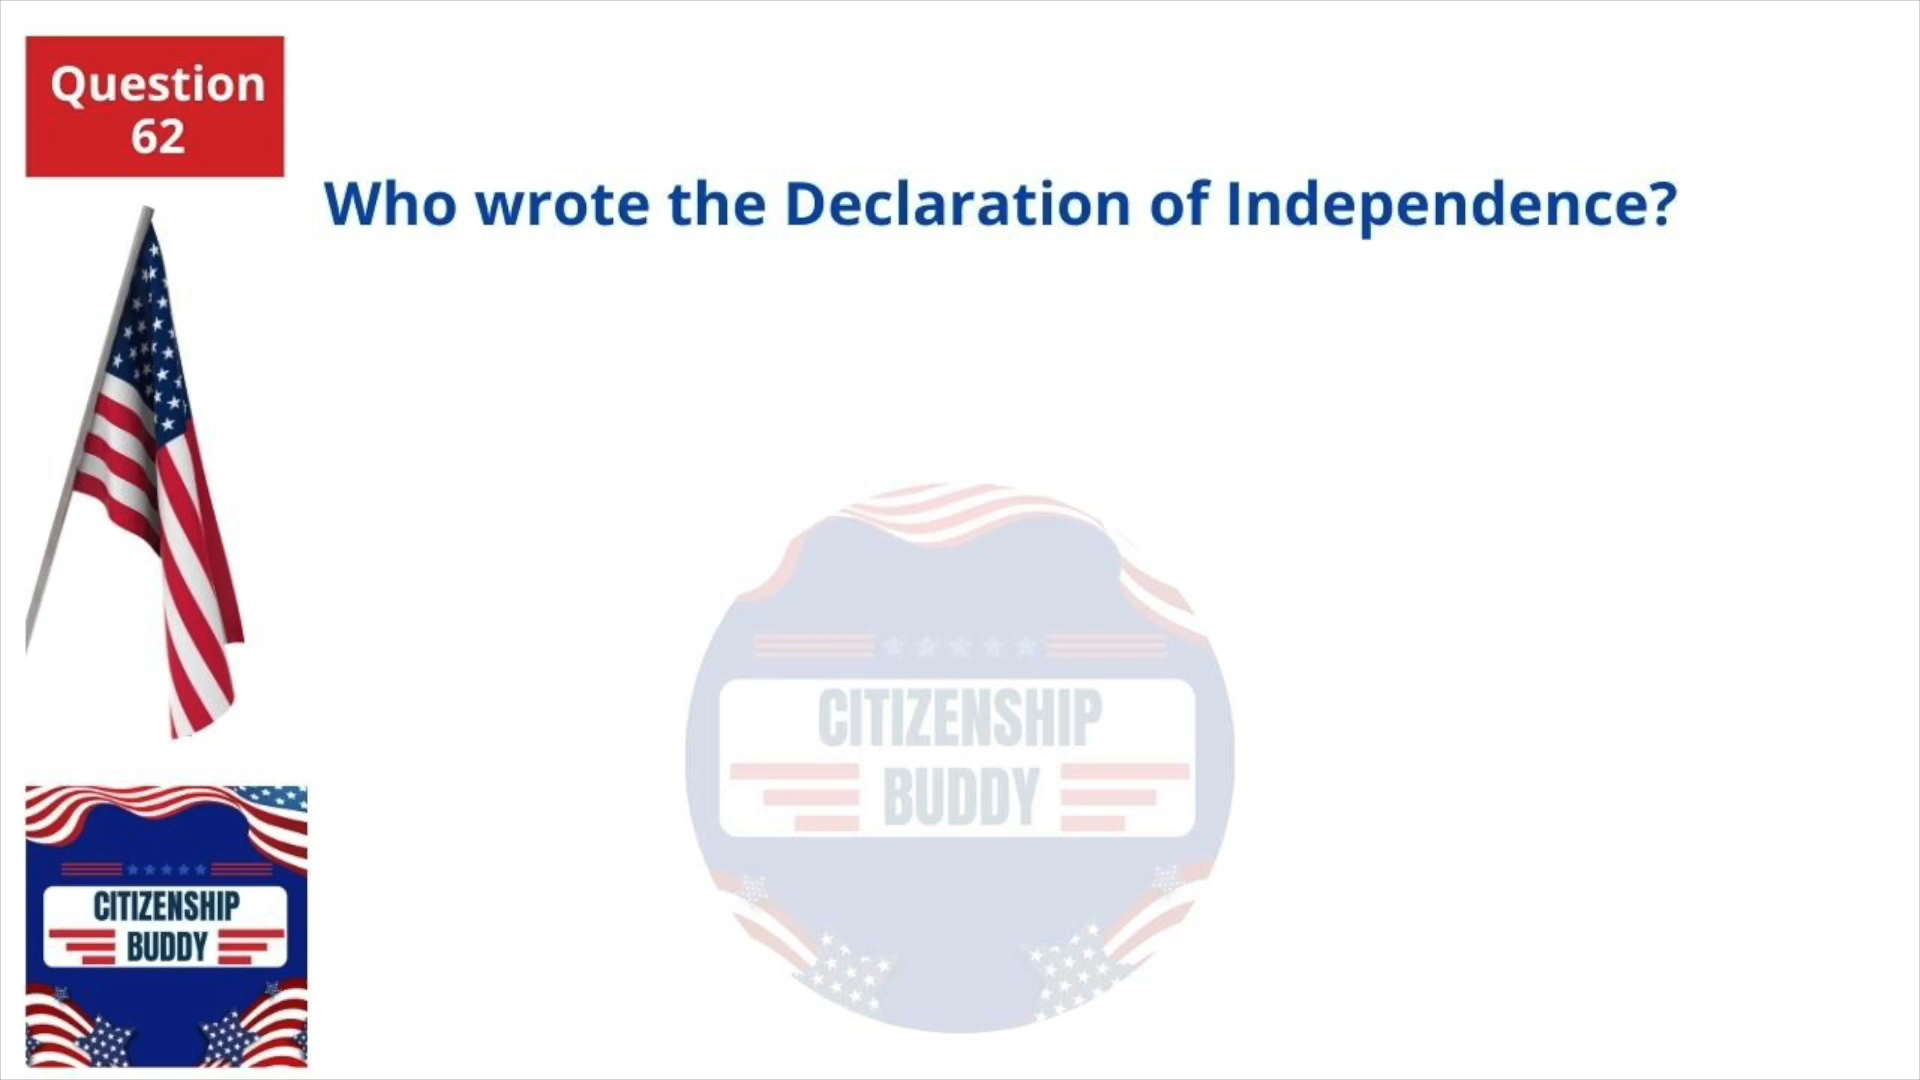 Question
62
Who wrote the Declaration of Independence?
CITIZENSHIP
BUDDY
CITIZENSHIP
BUDDY